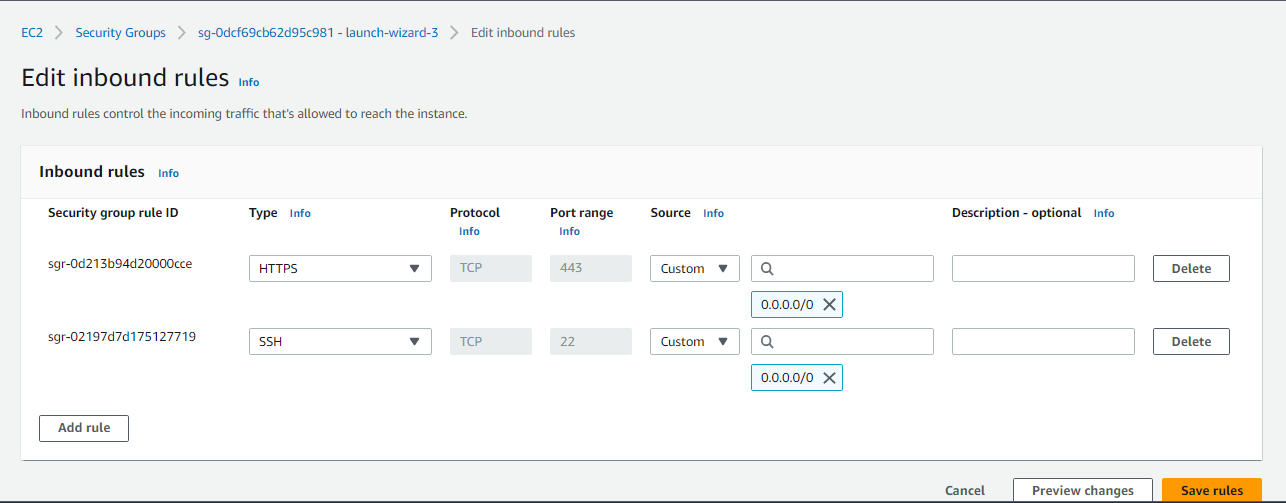 EC2 > Security Groups > sg-0dcf69cb62d95c981 - launch-wizard-3 > Edit inbound rules
Edit inbound rules Info
Inbound rules control the incoming traffic that's allowed to reach the instance.
Inbound rules Info
Security group rule ID Type Info Protocol Info Port range Info Source Info Description - optional Info
sgr-0d213b94d20000cce HTTPS TCP 443 Custom Delete
0.0.0.0/0
sgr-02197d7d175127719 SSH TCP 22 Custom Delete
0.0.0.0/0
Add rule
Cancel Preview changes Save rules